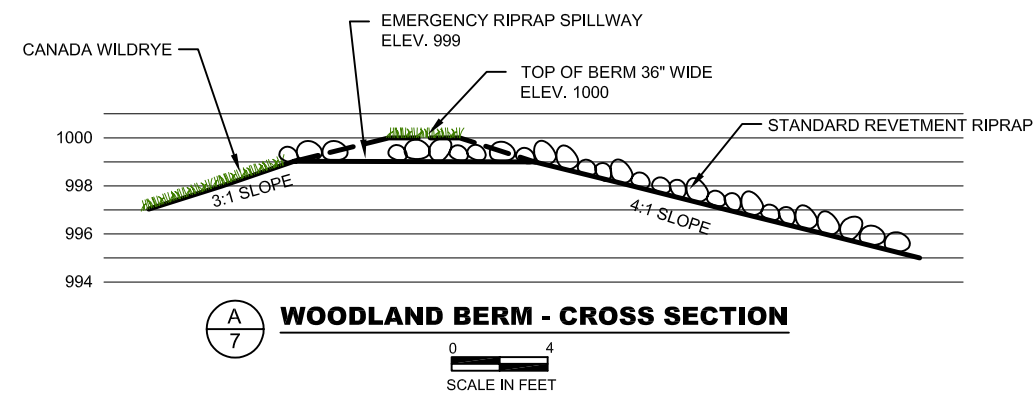 EMERGENCY RIPRAP SPILLWAY
ELEV. 999
CANADA WILDRYE
TOP OF BERM 36" WIDE
ELEV. 1000
STANDARD REVETMENT RIPRAP
1000
998
996
994
3:1 SLOPE
4:1 SLOPE
A
7
WOODLAND BERM - CROSS SECTION
0 4
SCALE IN FEET